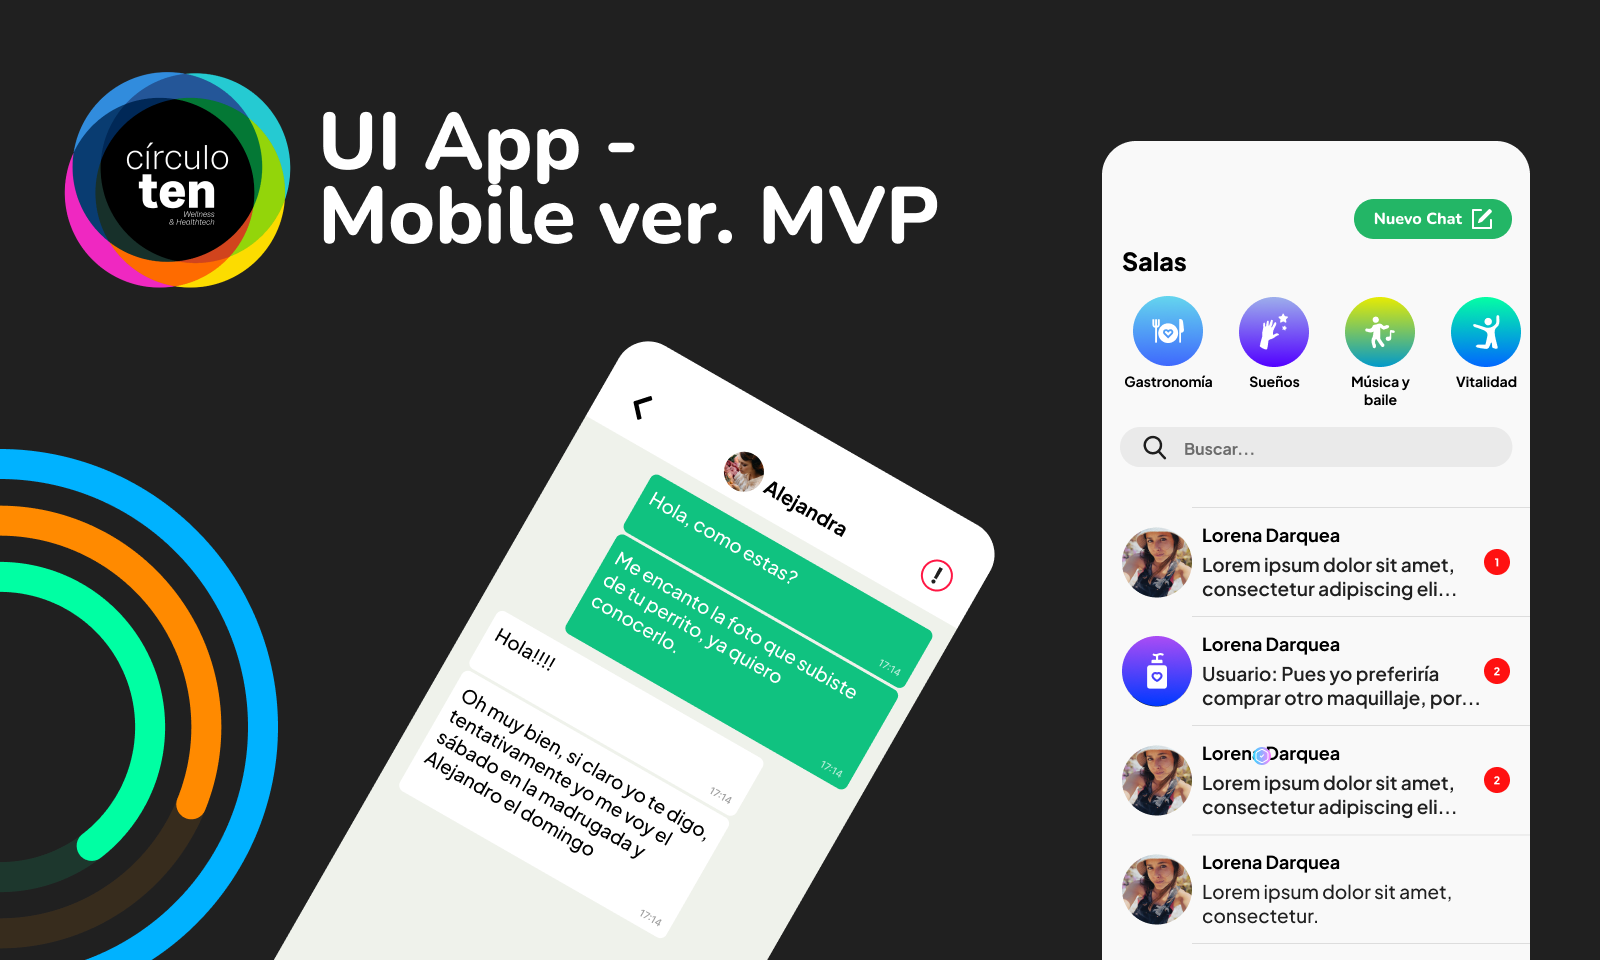 círculo
ten
Wellness
& Healthtech
UI App -
Mobile ver. MVP
Alejandra
!
Hola, como estas?
17:14
Me encanto la foto que subiste
de tu perrito, ya quiero
conocerlo.
17:14
Hola!!!!
17:14
Oh muy bien, si claro yo te digo,
tentativamente yo me voy el
sábado en la madrugada y
Alejandro el domingo
17:14
Nuevo Chat
Salas
Gastronomía
Sueños
Música y
baile
Vitalidad
Buscar...
Lorena Darquea
Lorem ipsum dolor sit amet,
consectetur adipiscing eli...
1
Lorena Darquea
Usuario: Pues yo preferiría
comprar otro maquillaje, por...
2
Lorena Darquea
Lorem ipsum dolor sit amet,
consectetur adipiscing eli...
2
Lorena Darquea
Lorem ipsum dolor sit amet,
consectetur.